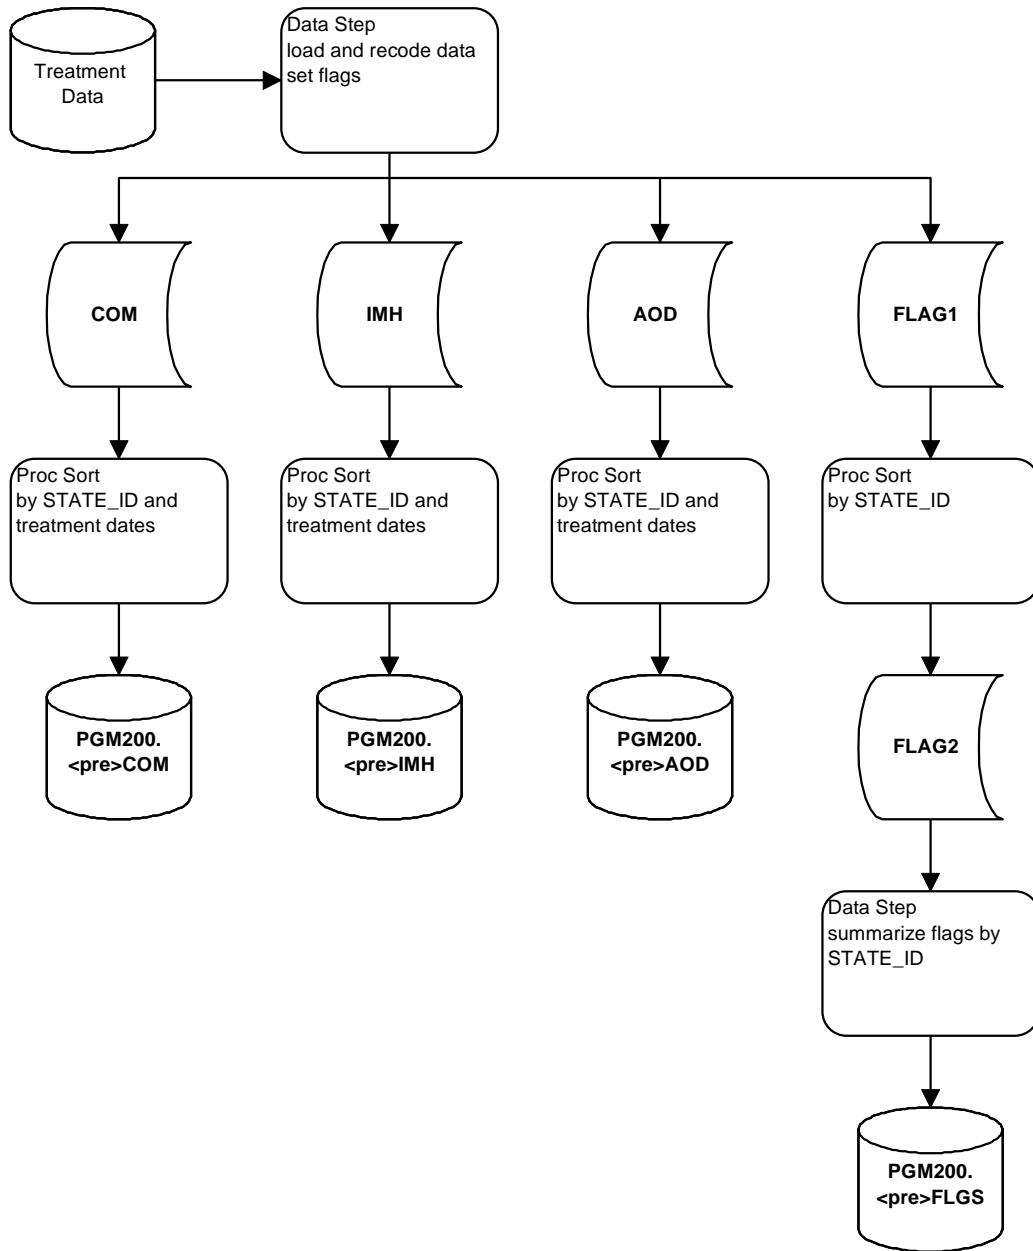 Treatment
Data
Data Step
load and recode data
set flags
COM
IMH
AOD
FLAG1
Proc Sort
by STATE_ID and
treatment dates
Proc Sort
by STATE_ID and
treatment dates
Proc Sort
by STATE_ID and
treatment dates
Proc Sort
by STATE_ID
PGM200.
<pre>COM
PGM200.
<pre>IMH
PGM200.
<pre>AOD
FLAG2
Data Step
summarize flags by
STATE_ID
PGM200.
<pre>FLGS